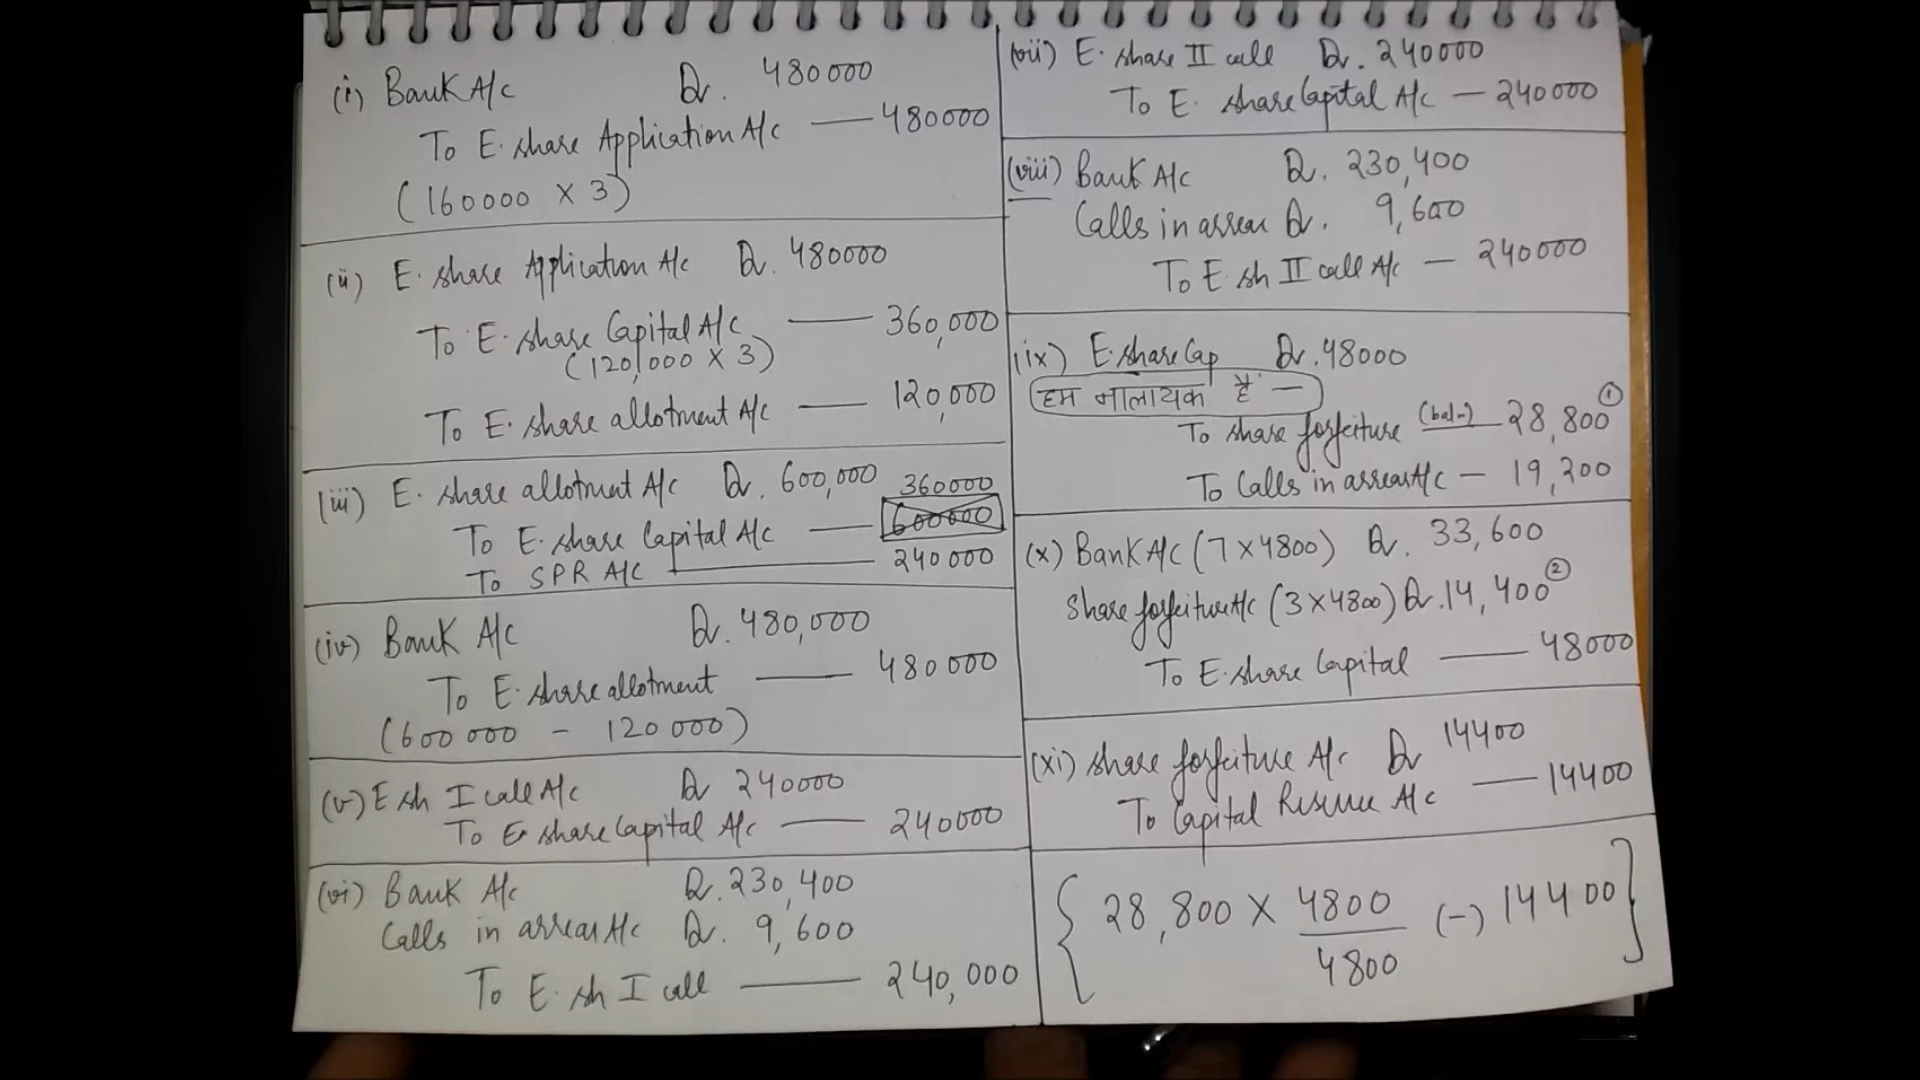 (i) Bank A/c Dr. 480000
To E. share Application A/c — 480000
(160000 X 3)
(ii) E. share Application A/c Dr. 480000
To E. share Capital A/c — 360,000
(120,000 X 3)
To E. share allotment A/c — 120,000
(iii) E. share allotment A/c Dr. 600,000 360000
To E. share Capital A/c — 600000
To SPR A/c — 240000
(iv) Bank A/c Dr. 480,000
To E. share allotment — 480000
(600000 - 120000)
(v) E sh I call A/c Dr 240000
To E share Capital A/c — 240000
(vi) Bank A/c Dr. 230,400
Calls in arrear A/c Dr. 9,600
To E. sh I call — 240,000
(vii) E. share II call Dr. 240000
To E. share Capital A/c — 240000
(viii) Bank A/c Dr. 230,400
Calls in arrear Dr. 9,600
To E sh II call A/c — 240000
(ix) E. share Cap Dr. 48000
हम नालायक है —
To share forfeiture (bal-) — 28,800 ①
To Calls in arrear A/c — 19,200
(x) Bank A/c (7 X 4800) Dr. 33,600
Share forfeiture A/c (3 X 4800) Dr. 14,400 ②
To E. share Capital — 48000
(xi) share forfeiture A/c Dr 14400
To Capital Reserve A/c — 14400
{ 28,800 X 4800 (-) 14400 }
4800